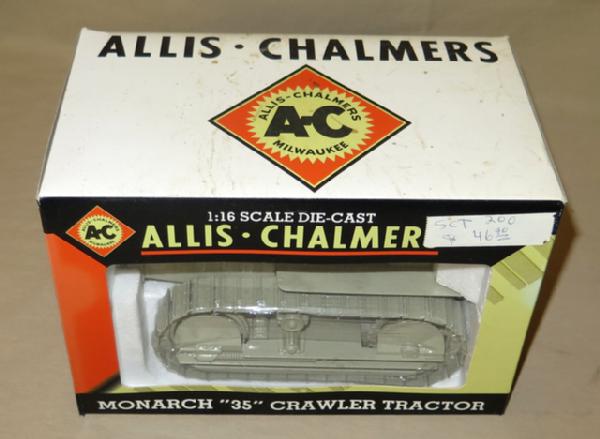 ALLIS · CHALMERS
ALLIS-CHALMERS
A-C
MILWAUKEE
1:16 SCALE DIE-CAST
A-C
ALLIS · CHALMER
SCT 200
$ 46
MONARCH "35" CRAWLER TRACTOR